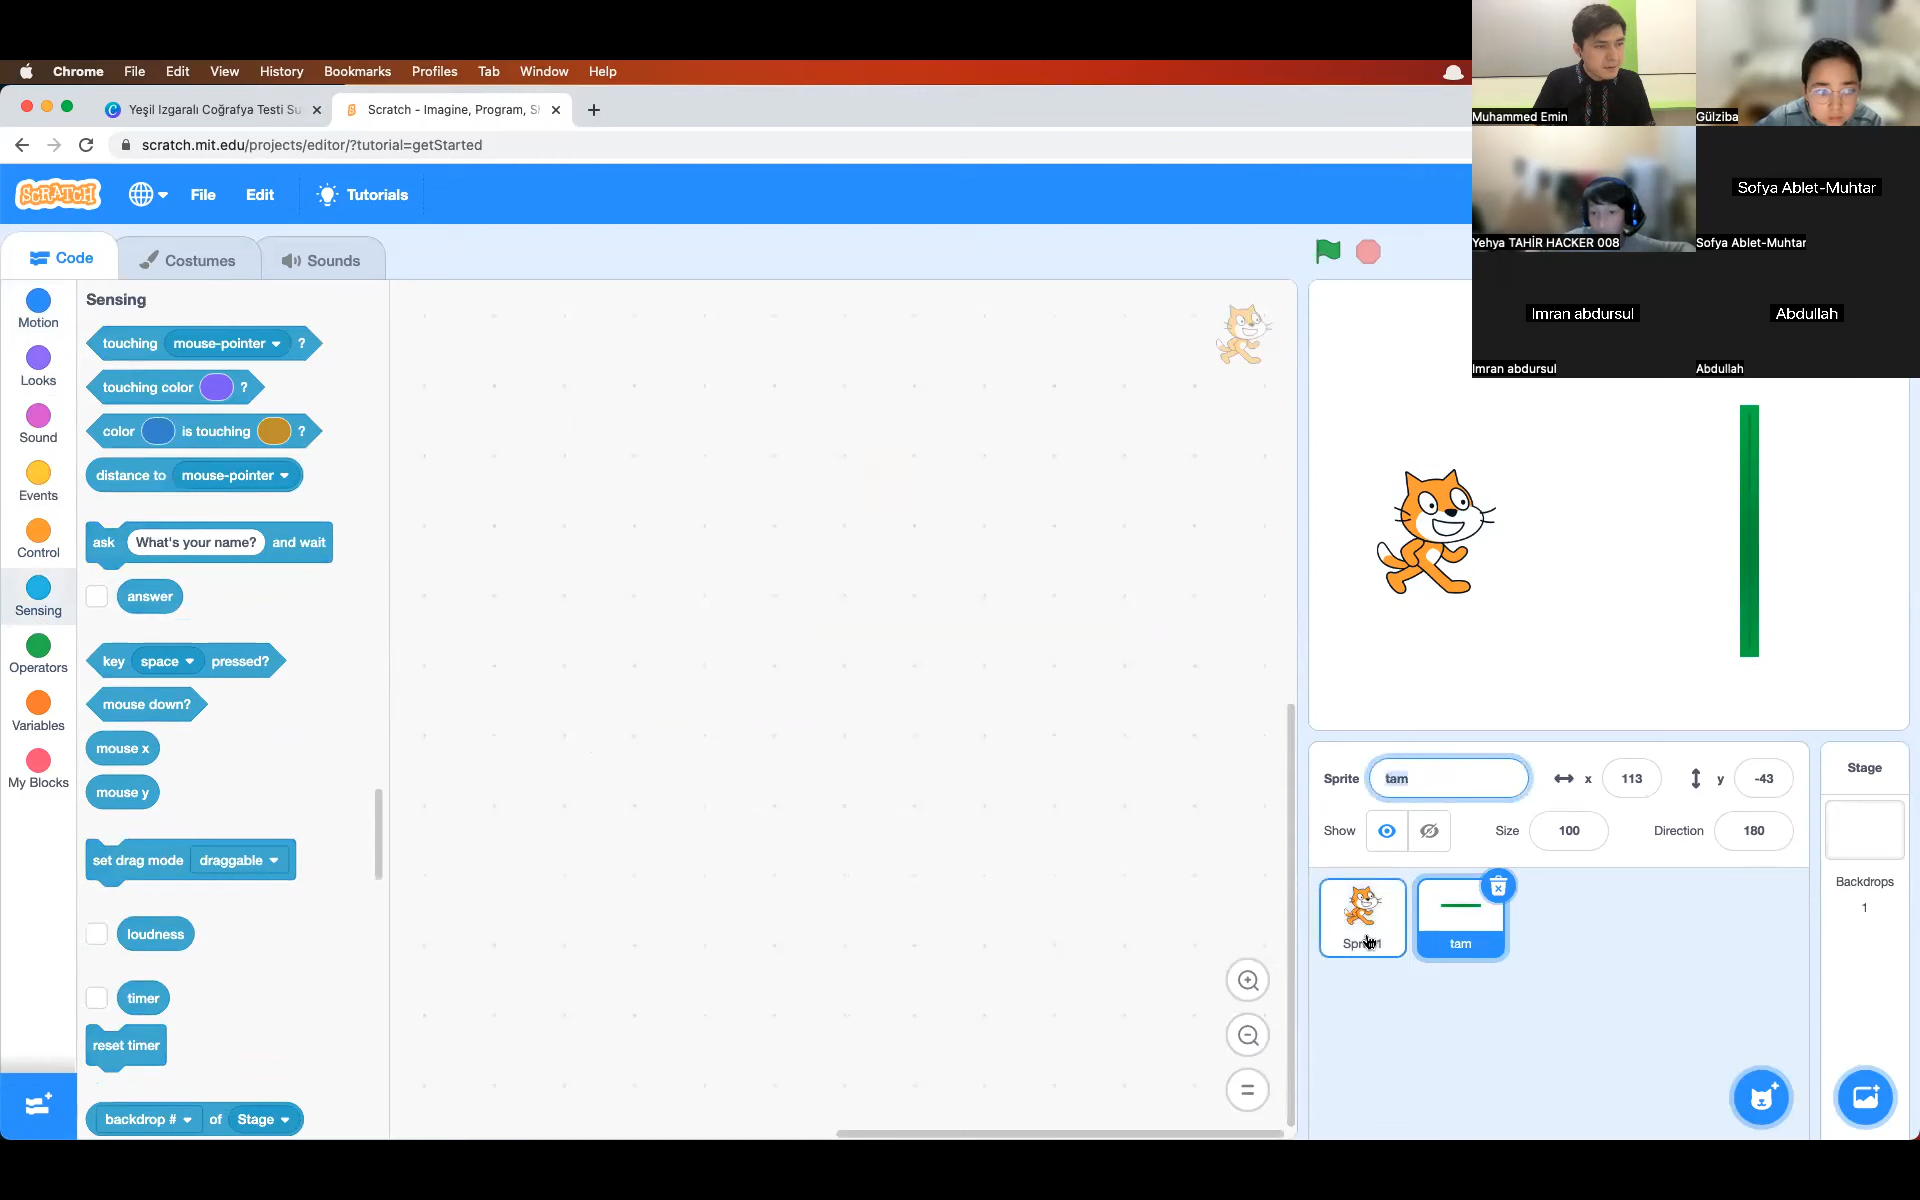 Chrome File Edit View History Bookmarks Profiles Tab Window Help
Yeşil Izgaralı Coğrafya Testi Su
Scratch - Imagine, Program, Sh
scratch.mit.edu/projects/editor/?tutorial=getStarted
SCRATCH File Edit Tutorials
Code Costumes Sounds
Motion
Looks
Sound
Events
Control
Sensing
Operators
Variables
My Blocks
Sensing
touching mouse-pointer ?
touching color ?
color is touching ?
distance to mouse-pointer
ask What's your name? and wait
answer
key space pressed?
mouse down?
mouse x
mouse y
set drag mode draggable
loudness
timer
reset timer
backdrop # of Stage
Muhammed Emin
Gülziba
Yehya TAHİR HACKER 008
Sofya Ablet-Muhtar
Sofya Ablet-Muhtar
Imran abdursul
Abdullah
Imran abdursul
Abdullah
Sprite tam x 113 y -43
Show Size 100 Direction 180
tam
Stage
Backdrops
1